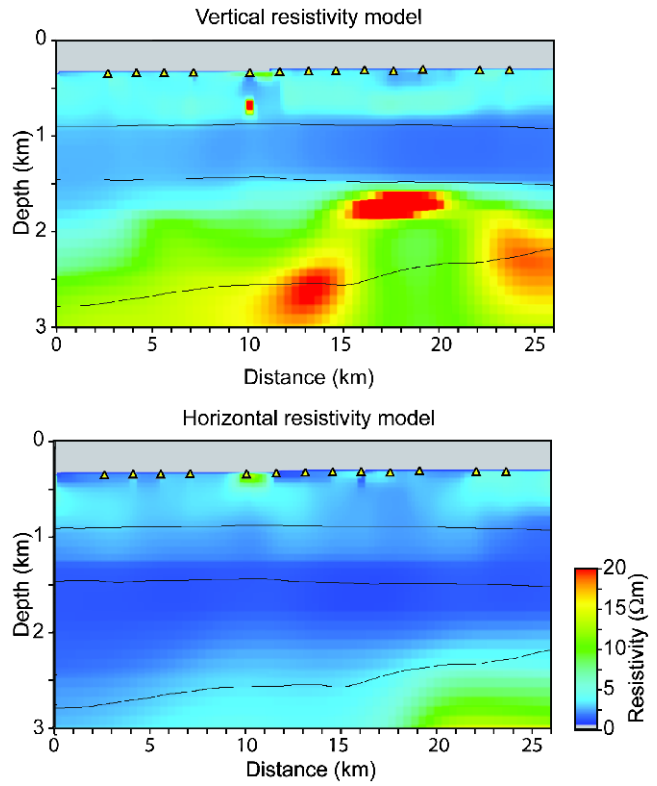 Vertical resistivity model
0
1
2
3
Depth (km)
0 5 10 15 20 25
Distance (km)
Horizontal resistivity model
0
1
2
3
Depth (km)
0 5 10 15 20 25
Distance (km)
20
15
10
5
0
Resistivity (Ωm)